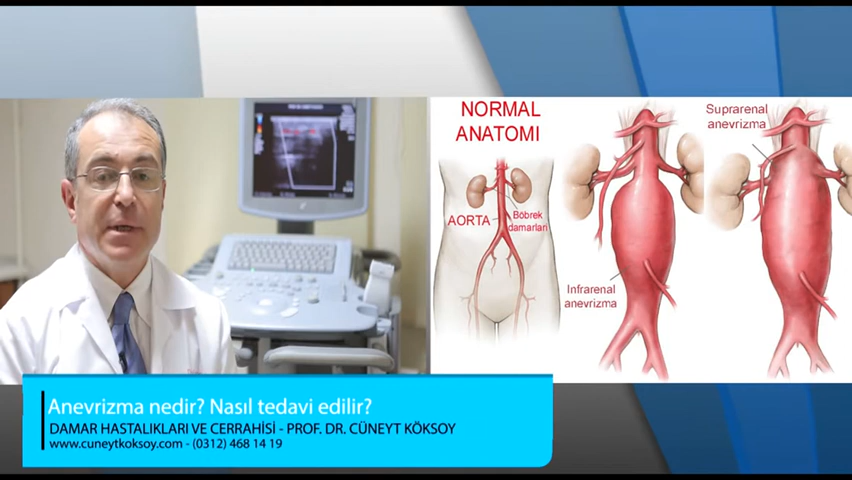 NORMAL
ANATOMI
AORTA
Böbrek
damarları
Infrarenal
anevrizma
Suprarenal
anevrizma
Anevrizma nedir? Nasıl tedavi edilir?
DAMAR HASTALIKLARI VE CERRAHİSİ - PROF. DR. CÜNEYT KÖKSOY
www.cuneytkoksoy.com - (0312) 468 14 19